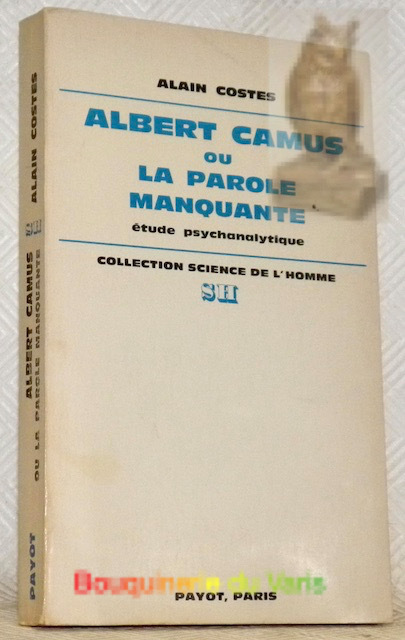 ALAIN COSTES
ALBERT CAMUS
OU
LA PAROLE
MANQUANTE
étude psychanalytique
COLLECTION SCIENCE DE L'HOMME
SH
PAYOT, PARIS
Bouquinerie du Varis
ALAIN COSTES
SH
ALBERT CAMUS
OU LA PAROLE MANQUANTE
PAYOT